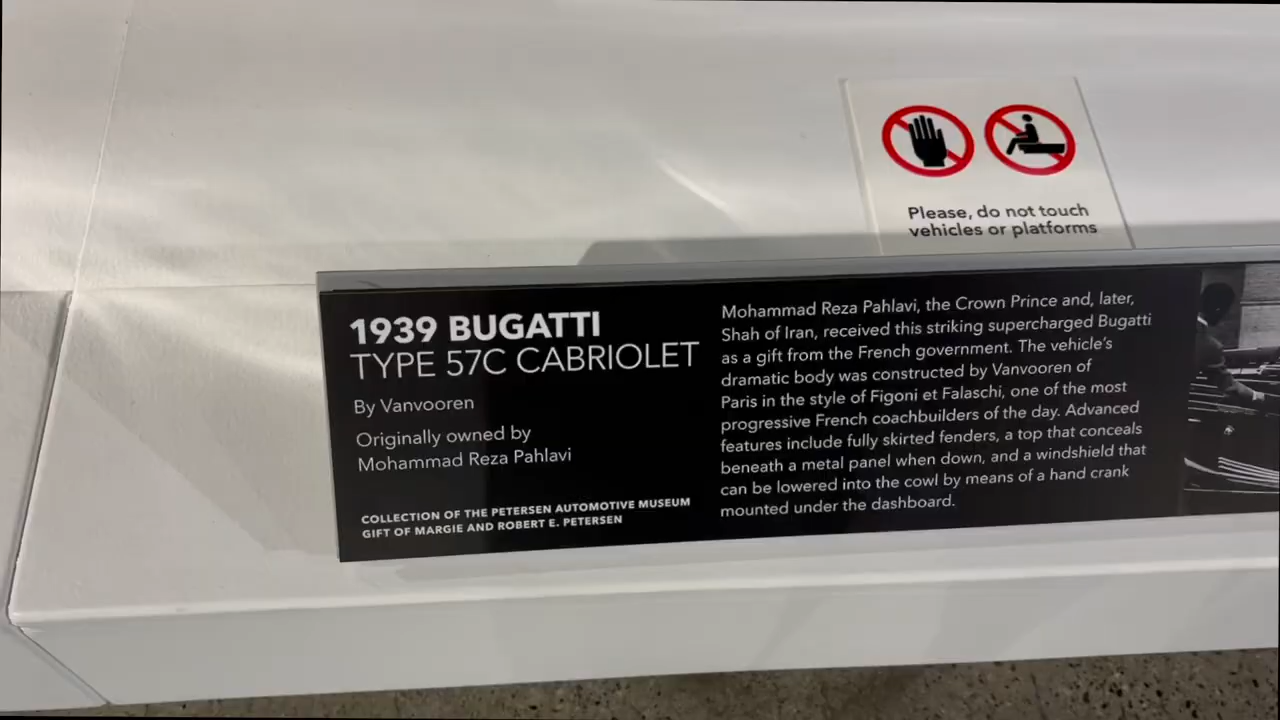 Please, do not touch
vehicles or platforms
1939 BUGATTI
TYPE 57C CABRIOLET
By Vanvooren
Originally owned by
Mohammad Reza Pahlavi
COLLECTION OF THE PETERSEN AUTOMOTIVE MUSEUM
GIFT OF MARGIE AND ROBERT E. PETERSEN
Mohammad Reza Pahlavi, the Crown Prince and, later,
Shah of Iran, received this striking supercharged Bugatti
as a gift from the French government. The vehicle's
dramatic body was constructed by Vanvooren of
Paris in the style of Figoni et Falaschi, one of the most
progressive French coachbuilders of the day. Advanced
features include fully skirted fenders, a top that conceals
beneath a metal panel when down, and a windshield that
can be lowered into the cowl by means of a hand crank
mounted under the dashboard.